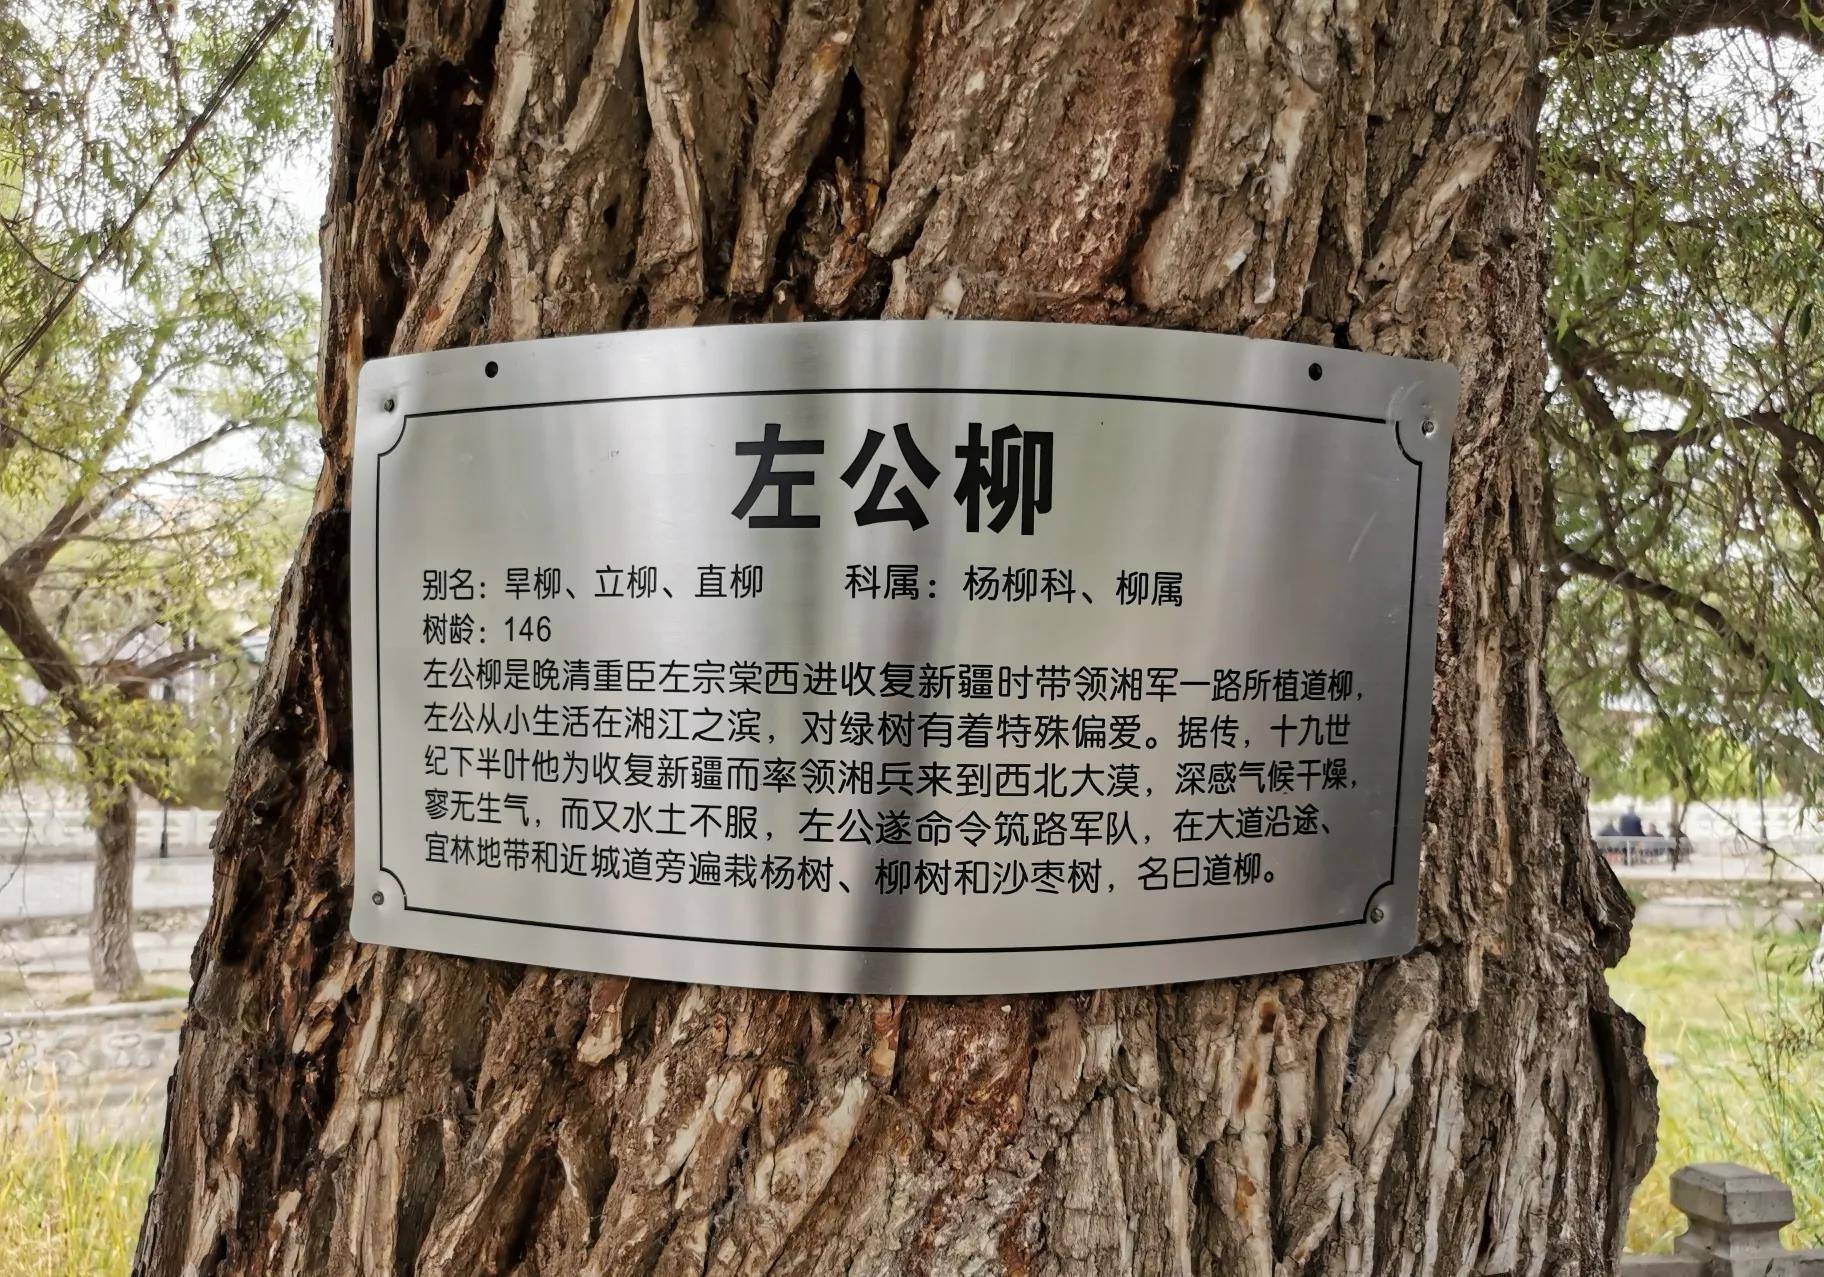 左公柳
别名：旱柳、立柳、直柳 科属：杨柳科、柳属
树龄：146
左公柳是晚清重臣左宗棠西进收复新疆时带领湘军一路所植道柳，
左公从小生活在湘江之滨，对绿树有着特殊偏爱。据传，十九世
纪下半叶他为收复新疆而率领湘兵来到西北大漠，深感气候干燥，
寥无生气，而又水土不服，左公遂命令筑路军队，在大道沿途、
宜林地带和近城道旁遍栽杨树、柳树和沙枣树，名曰道柳。